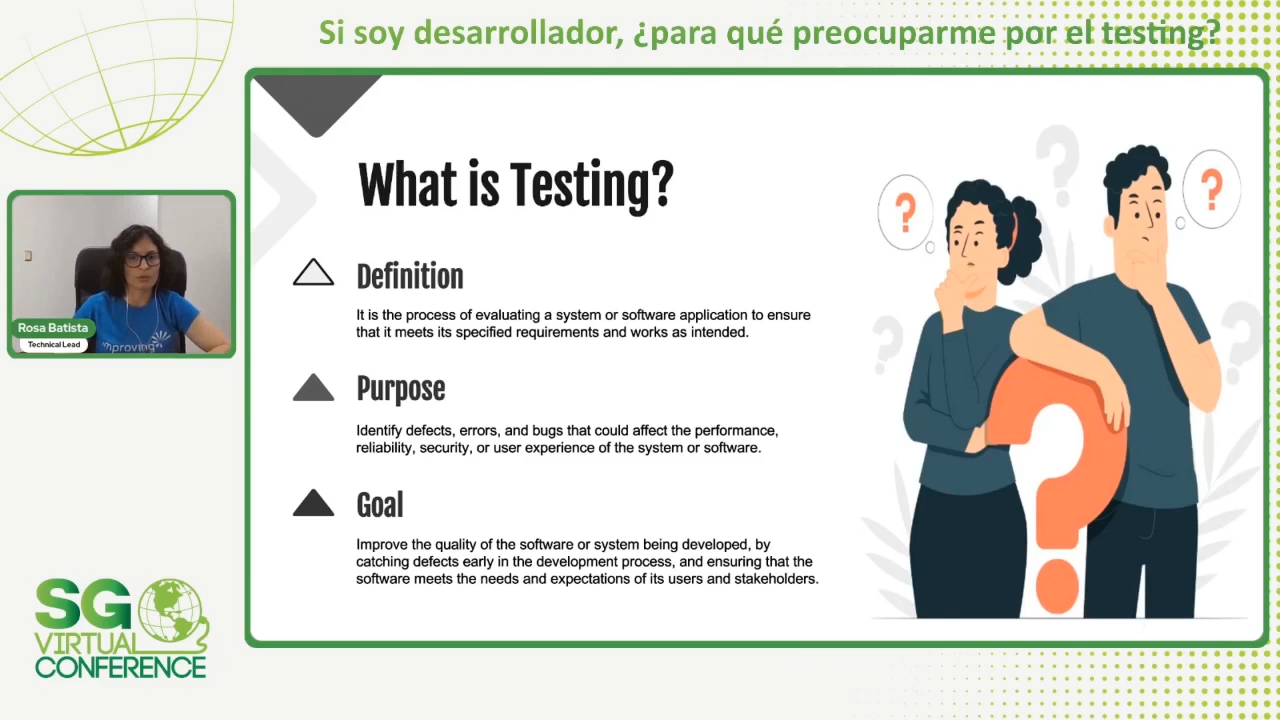 Si soy desarrollador, ¿para qué preocuparme por el testing?
What is Testing?
Definition
It is the process of evaluating a system or software application to ensure
that it meets its specified requirements and works as intended.
Purpose
Identify defects, errors, and bugs that could affect the performance,
reliability, security, or user experience of the system or software.
Goal
Improve the quality of the software or system being developed, by
catching defects early in the development process, and ensuring that the
software meets the needs and expectations of its users and stakeholders.
?
?
?
?
?
?
Rosa Batista
Technical Lead
improving
SG
VIRTUAL
CONFERENCE